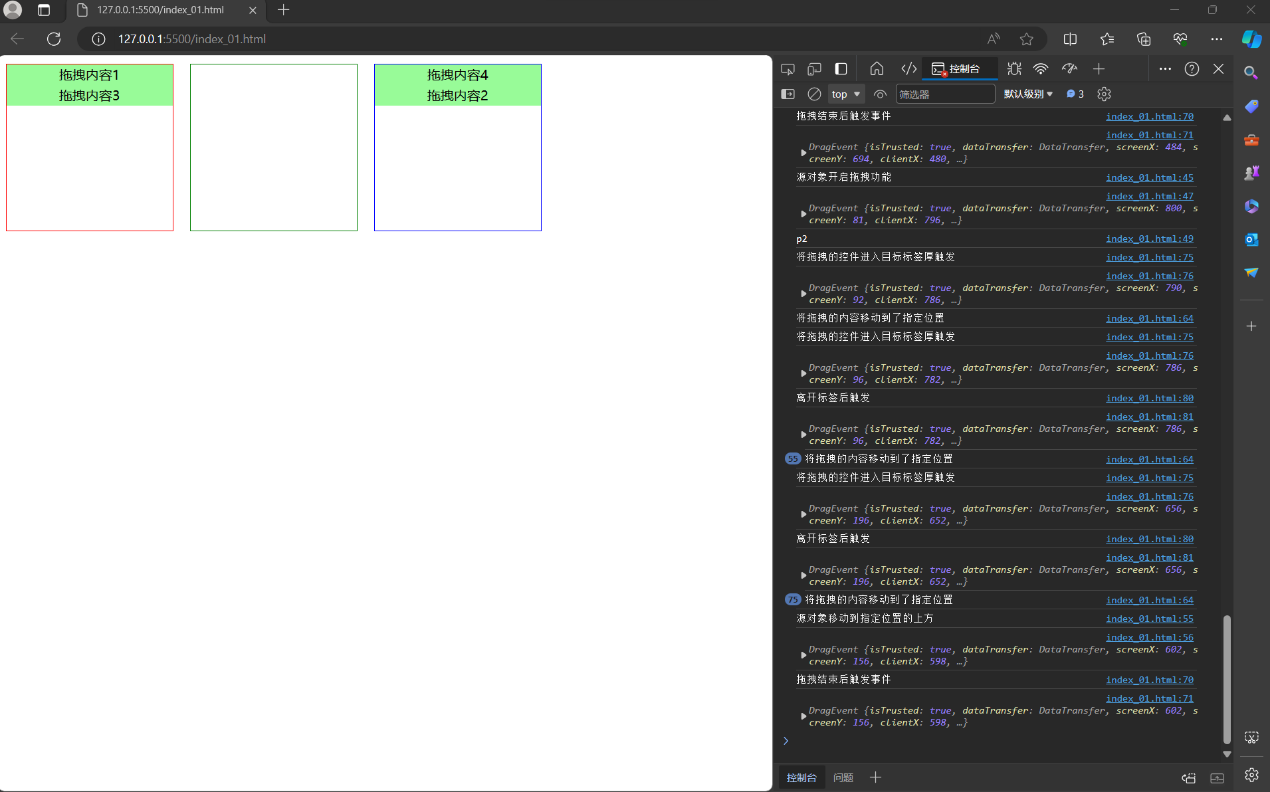 127.0.0.1:5500/index_01.html
127.0.0.1:5500/index_01.html
拖拽内容1
拖拽内容3
拖拽内容4
拖拽内容2
控制台
top
筛选器
默认级别
3
拖拽结束后触发事件 index_01.html:70
index_01.html:71
DragEvent {isTrusted: true, dataTransfer: DataTransfer, screenX: 484, s
creenY: 694, clientX: 480, …}
源对象开启拖拽功能 index_01.html:45
index_01.html:47
DragEvent {isTrusted: true, dataTransfer: DataTransfer, screenX: 800, s
creenY: 81, clientX: 796, …}
p2 index_01.html:49
将拖拽的控件进入目标标签厚触发 index_01.html:75
index_01.html:76
DragEvent {isTrusted: true, dataTransfer: DataTransfer, screenX: 790, s
creenY: 92, clientX: 786, …}
将拖拽的内容移动到了指定位置 index_01.html:64
将拖拽的控件进入目标标签厚触发 index_01.html:75
index_01.html:76
DragEvent {isTrusted: true, dataTransfer: DataTransfer, screenX: 786, s
creenY: 96, clientX: 782, …}
离开标签后触发 index_01.html:80
index_01.html:81
DragEvent {isTrusted: true, dataTransfer: DataTransfer, screenX: 786, s
creenY: 96, clientX: 782, …}
55 将拖拽的内容移动到了指定位置 index_01.html:64
将拖拽的控件进入目标标签厚触发 index_01.html:75
index_01.html:76
DragEvent {isTrusted: true, dataTransfer: DataTransfer, screenX: 656, s
creenY: 196, clientX: 652, …}
离开标签后触发 index_01.html:80
index_01.html:81
DragEvent {isTrusted: true, dataTransfer: DataTransfer, screenX: 656, s
creenY: 196, clientX: 652, …}
75 将拖拽的内容移动到了指定位置 index_01.html:64
源对象移动到指定位置的上方 index_01.html:55
index_01.html:56
DragEvent {isTrusted: true, dataTransfer: DataTransfer, screenX: 602, s
creenY: 156, clientX: 598, …}
拖拽结束后触发事件 index_01.html:70
index_01.html:71
DragEvent {isTrusted: true, dataTransfer: DataTransfer, screenX: 602, s
creenY: 156, clientX: 598, …}
控制台 问题